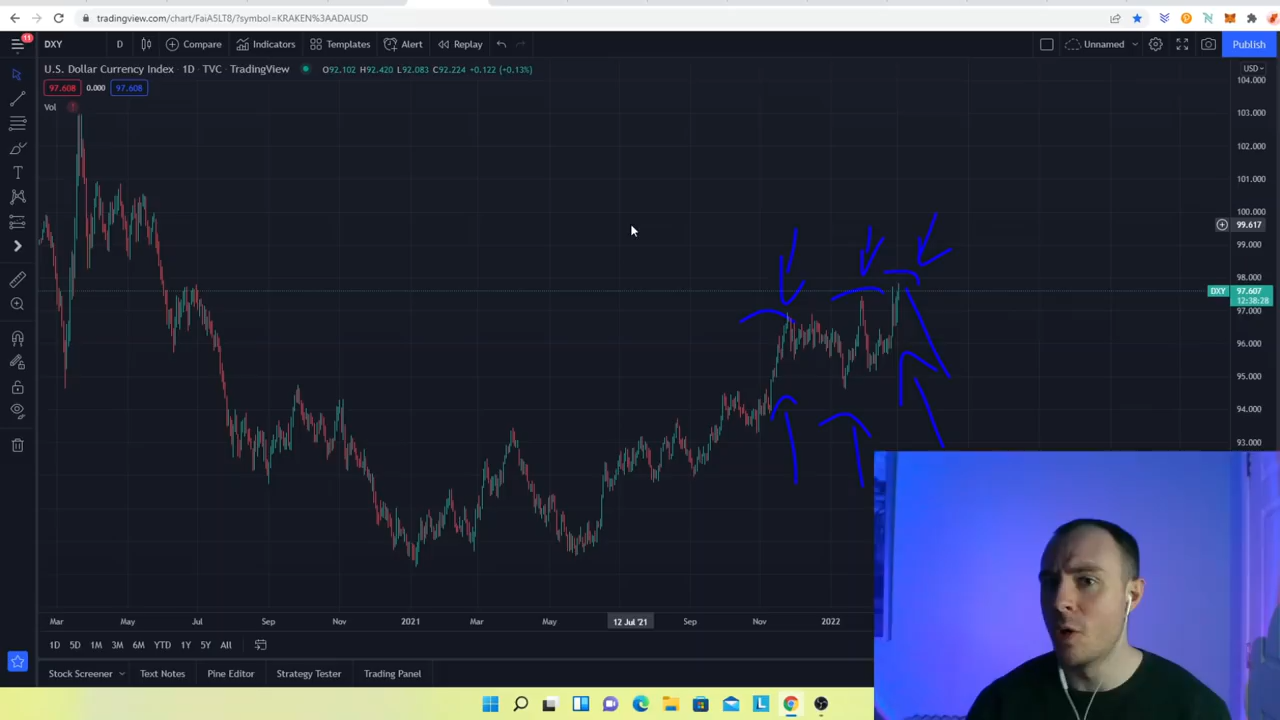 tradingview.com/chart/FaiA5LT8/?symbol=KRAKEN%3AADAUSD
11
DXY D Compare Indicators Templates Alert Replay Unnamed Publish
U.S. Dollar Currency Index · 1D · TVC · TradingView O92.102 H92.420 L92.083 C92.224 +0.122 (+0.13%) USD
97.608 0.000 97.608
Vol !
104.000
103.000
102.000
101.000
100.000
99.617
99.000
98.000
DXY 97.607
12:38:28
97.000
96.000
95.000
94.000
93.000
Mar May Jul Sep Nov 2021 Mar May 12 Jul '21 Sep Nov 2022
1D 5D 1M 3M 6M YTD 1Y 5Y All
Stock Screener Text Notes Pine Editor Strategy Tester Trading Panel
L